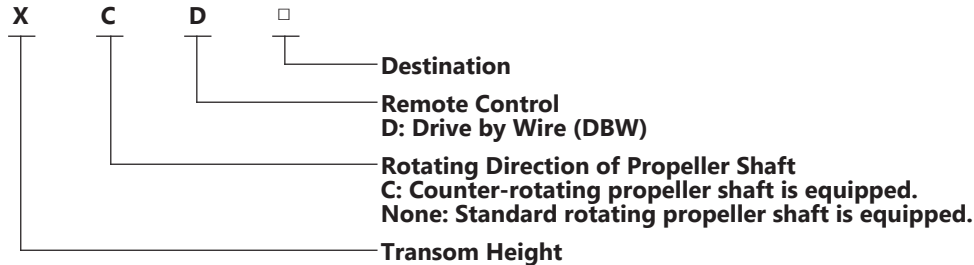 X C D □
Destination
Remote Control
D: Drive by Wire (DBW)
Rotating Direction of Propeller Shaft
C: Counter-rotating propeller shaft is equipped.
None: Standard rotating propeller shaft is equipped.
Transom Height